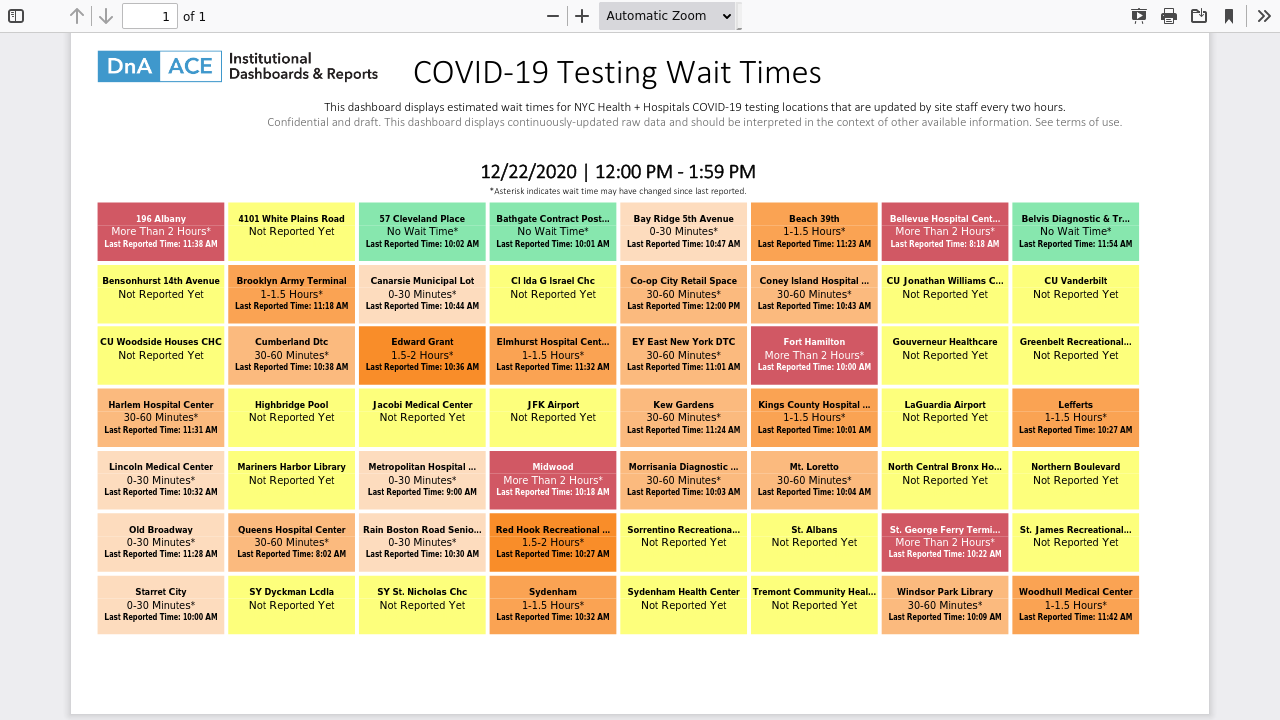 1 of 1 Automatic Zoom
DnA ACE Institutional
Dashboards & Reports
COVID-19 Testing Wait Times
This dashboard displays estimated wait times for NYC Health + Hospitals COVID-19 testing locations that are updated by site staff every two hours.
Confidential and draft. This dashboard displays continuously-updated raw data and should be interpreted in the context of other available information. See terms of use.
12/22/2020 | 12:00 PM - 1:59 PM
*Asterisk indicates wait time may have changed since last reported.
196 Albany
More Than 2 Hours*
Last Reported Time: 11:38 AM
4101 White Plains Road
Not Reported Yet
57 Cleveland Place
No Wait Time*
Last Reported Time: 10:02 AM
Bathgate Contract Post...
No Wait Time*
Last Reported Time: 10:01 AM
Bay Ridge 5th Avenue
0-30 Minutes*
Last Reported Time: 10:47 AM
Beach 39th
1-1.5 Hours*
Last Reported Time: 11:23 AM
Bellevue Hospital Cent...
More Than 2 Hours*
Last Reported Time: 8:18 AM
Belvis Diagnostic & Tr...
No Wait Time*
Last Reported Time: 11:54 AM
Bensonhurst 14th Avenue
Not Reported Yet
Brooklyn Army Terminal
1-1.5 Hours*
Last Reported Time: 11:18 AM
Canarsie Municipal Lot
0-30 Minutes*
Last Reported Time: 10:44 AM
Cl Ida G Israel Chc
Not Reported Yet
Co-op City Retail Space
30-60 Minutes*
Last Reported Time: 12:00 PM
Coney Island Hospital ...
30-60 Minutes*
Last Reported Time: 10:43 AM
CU Jonathan Williams C...
Not Reported Yet
CU Vanderbilt
Not Reported Yet
CU Woodside Houses CHC
Not Reported Yet
Cumberland Dtc
30-60 Minutes*
Last Reported Time: 10:38 AM
Edward Grant
1.5-2 Hours*
Last Reported Time: 10:36 AM
Elmhurst Hospital Cent...
1-1.5 Hours*
Last Reported Time: 11:32 AM
EY East New York DTC
30-60 Minutes*
Last Reported Time: 11:01 AM
Fort Hamilton
More Than 2 Hours*
Last Reported Time: 10:00 AM
Gouverneur Healthcare
Not Reported Yet
Greenbelt Recreational...
Not Reported Yet
Harlem Hospital Center
30-60 Minutes*
Last Reported Time: 11:31 AM
Highbridge Pool
Not Reported Yet
Jacobi Medical Center
Not Reported Yet
JFK Airport
Not Reported Yet
Kew Gardens
30-60 Minutes*
Last Reported Time: 11:24 AM
Kings County Hospital ...
1-1.5 Hours*
Last Reported Time: 10:01 AM
LaGuardia Airport
Not Reported Yet
Lefferts
1-1.5 Hours*
Last Reported Time: 10:27 AM
Lincoln Medical Center
0-30 Minutes*
Last Reported Time: 10:32 AM
Mariners Harbor Library
Not Reported Yet
Metropolitan Hospital ...
0-30 Minutes*
Last Reported Time: 9:00 AM
Midwood
More Than 2 Hours*
Last Reported Time: 10:18 AM
Morrisania Diagnostic ...
30-60 Minutes*
Last Reported Time: 10:03 AM
Mt. Loretto
30-60 Minutes*
Last Reported Time: 10:04 AM
North Central Bronx Ho...
Not Reported Yet
Northern Boulevard
Not Reported Yet
Old Broadway
0-30 Minutes*
Last Reported Time: 11:28 AM
Queens Hospital Center
30-60 Minutes*
Last Reported Time: 8:02 AM
Rain Boston Road Senio...
0-30 Minutes*
Last Reported Time: 10:30 AM
Red Hook Recreational ...
1.5-2 Hours*
Last Reported Time: 10:27 AM
Sorrentino Recreationa...
Not Reported Yet
St. Albans
Not Reported Yet
St. George Ferry Termi...
More Than 2 Hours*
Last Reported Time: 10:22 AM
St. James Recreational...
Not Reported Yet
Starret City
0-30 Minutes*
Last Reported Time: 10:00 AM
SY Dyckman Lcdla
Not Reported Yet
SY St. Nicholas Chc
Not Reported Yet
Sydenham
1-1.5 Hours*
Last Reported Time: 10:32 AM
Sydenham Health Center
Not Reported Yet
Tremont Community Heal...
Not Reported Yet
Windsor Park Library
30-60 Minutes*
Last Reported Time: 10:09 AM
Woodhull Medical Center
1-1.5 Hours*
Last Reported Time: 11:42 AM